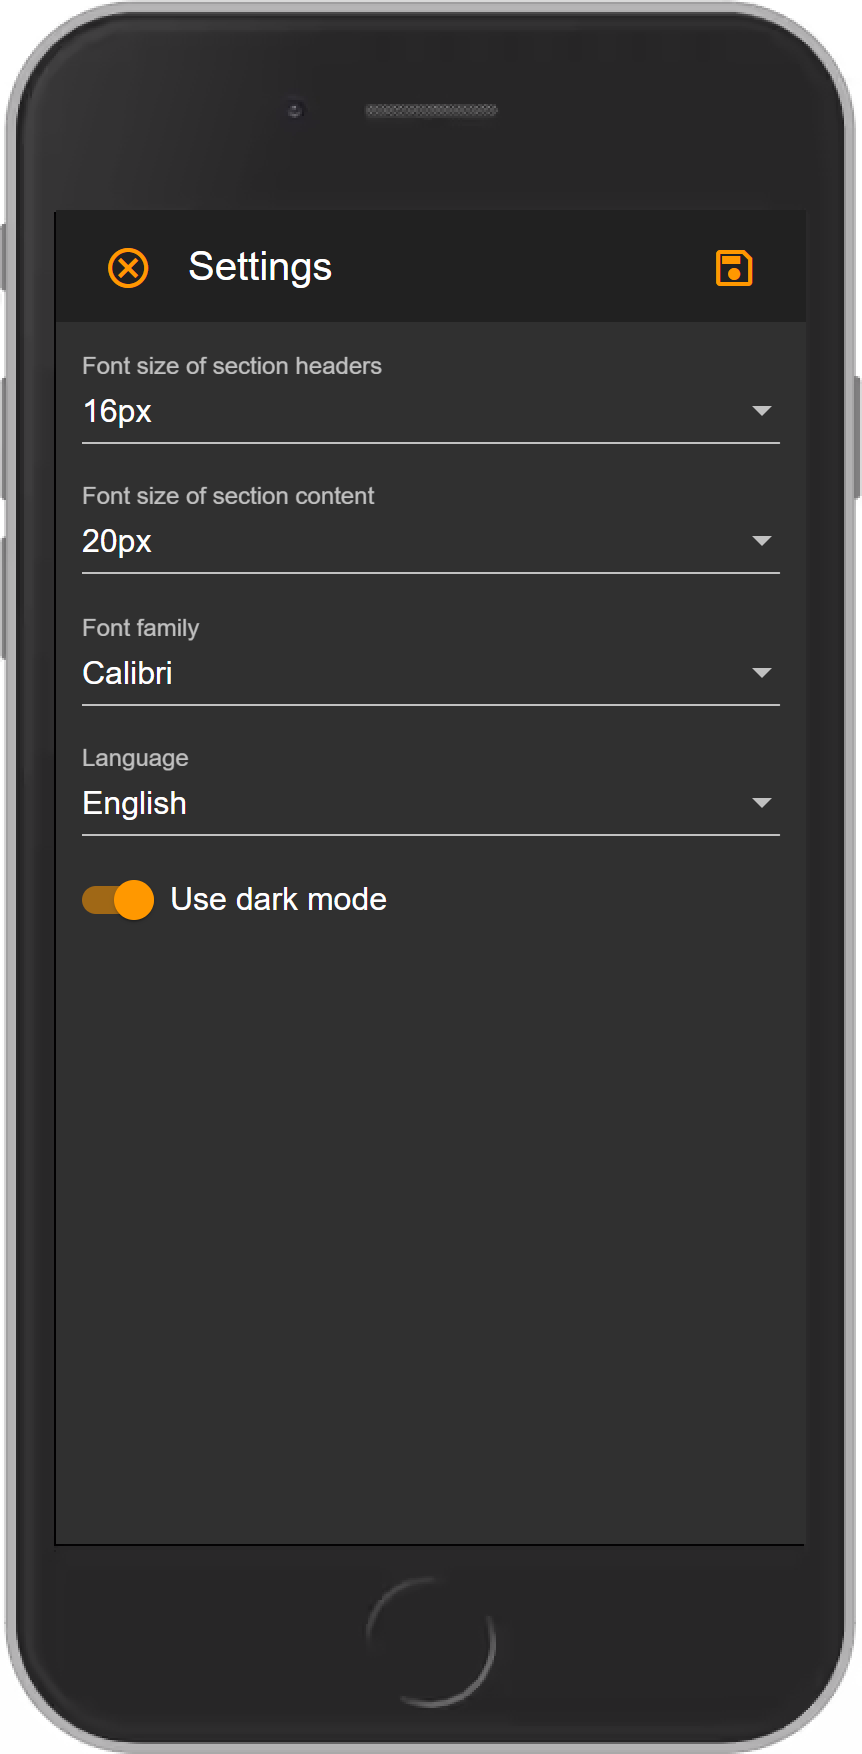 Settings
Font size of section headers
16px
Font size of section content
20px
Font family
Calibri
Language
English
Use dark mode